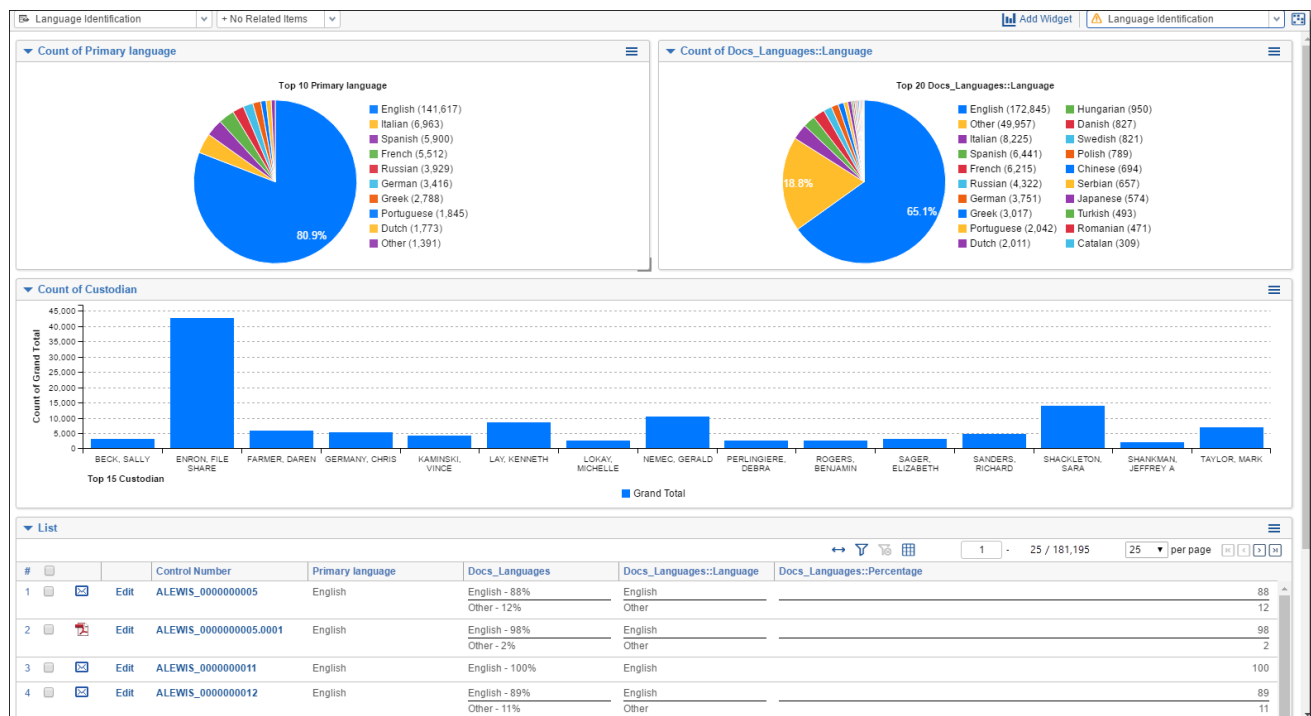 Language Identification
+ No Related Items
Add Widget
Language Identification
Count of Primary language
Top 10 Primary language
80.9%
English (141,617)
Italian (6,963)
Spanish (5,900)
French (5,512)
Russian (3,929)
German (3,416)
Greek (2,788)
Portuguese (1,845)
Dutch (1,773)
Other (1,391)
Count of Docs_Languages::Language
Top 20 Docs_Languages::Language
18.8%
65.1%
English (172,845)
Other (49,957)
Italian (8,225)
Spanish (6,441)
French (6,215)
Russian (4,322)
German (3,751)
Greek (3,017)
Portuguese (2,042)
Dutch (2,011)
Hungarian (950)
Danish (827)
Swedish (821)
Polish (789)
Chinese (694)
Serbian (657)
Japanese (574)
Turkish (493)
Romanian (471)
Catalan (309)
Count of Custodian
Count of Grand Total
45,000
40,000
35,000
30,000
25,000
20,000
15,000
10,000
5,000
0
BECK, SALLY
ENRON, FILE
SHARE
FARMER, DAREN
GERMANY, CHRIS
KAMINSKI,
VINCE
LAY, KENNETH
LOKAY,
MICHELLE
NEMEC, GERALD
PERLINGIERE,
DEBRA
ROGERS,
BENJAMIN
SAGER,
ELIZABETH
SANDERS,
RICHARD
SHACKLETON,
SARA
SHANKMAN,
JEFFREY A
TAYLOR, MARK
Top 15 Custodian
Grand Total
List
1 - 25 / 181,195 25 per page
# Control Number Primary language Docs_Languages Docs_Languages::Language Docs_Languages::Percentage
1 Edit ALEWIS_0000000005 English English - 88% English 88
Other - 12% Other 12
2 Edit ALEWIS_0000000005.0001 English English - 98% English 98
Other - 2% Other 2
3 Edit ALEWIS_0000000011 English English - 100% English 100
4 Edit ALEWIS_0000000012 English English - 89% English 89
Other - 11% Other 11